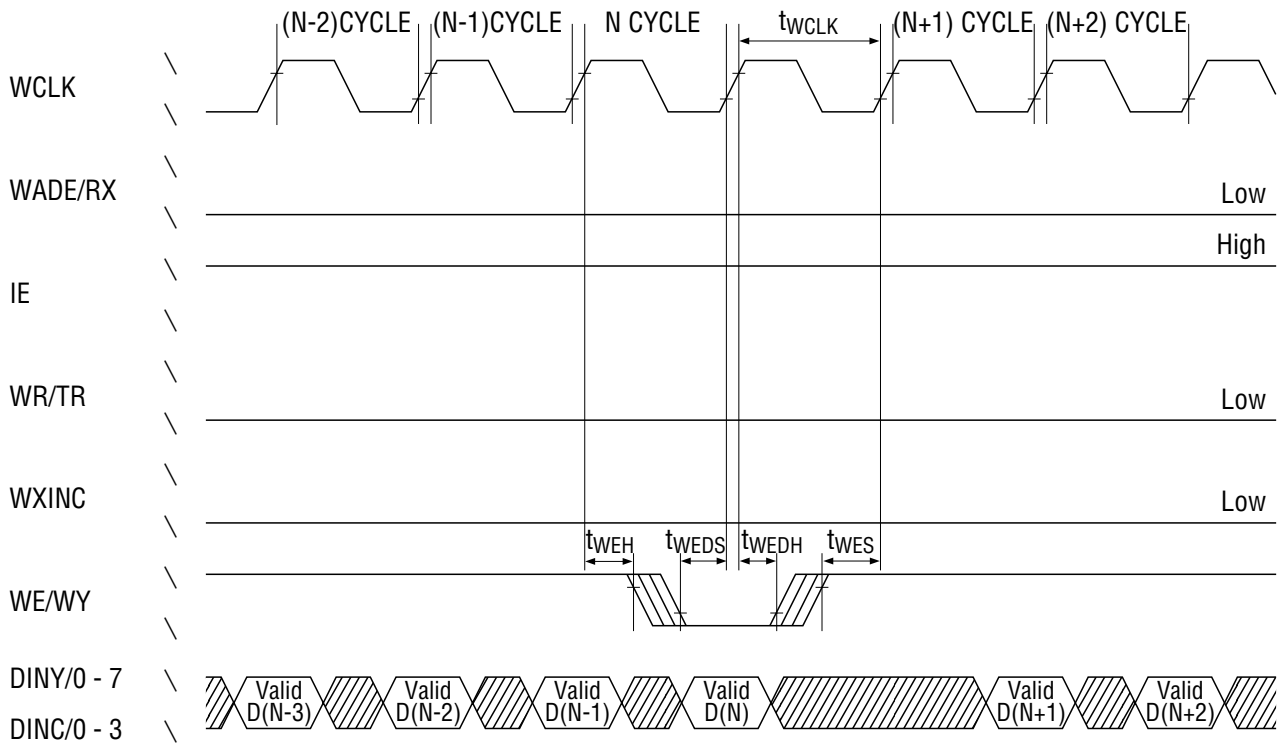 (N-2)CYCLE (N-1)CYCLE N CYCLE tWCLK (N+1) CYCLE (N+2) CYCLE
WCLK
WADE/RX
Low
High
IE
WR/TR
Low
WXINC
Low
tWEH tWEDS tWEDH tWES
WE/WY
DINY/0 - 7
DINC/0 - 3
Valid D(N-3)
Valid D(N-2)
Valid D(N-1)
Valid D(N)
Valid D(N+1)
Valid D(N+2)